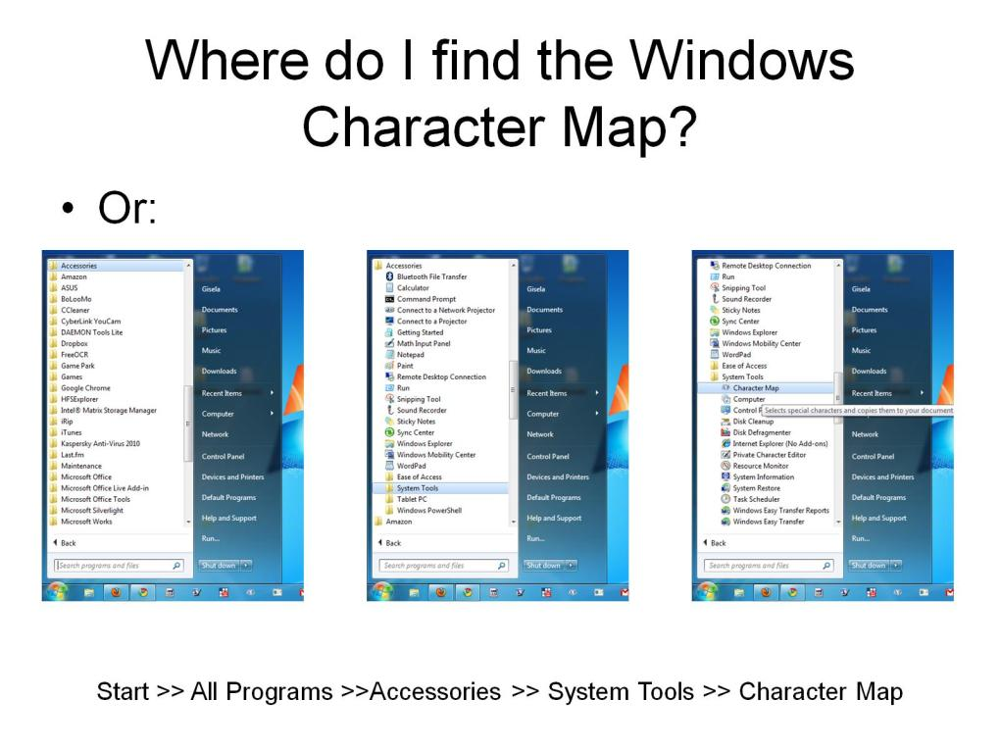 Where do I find the Windows
Character Map?
• Or:
Accessories
Amazon
ASUS
BoLooMo
CCleaner
CyberLink YouCam
DAEMON Tools Lite
Dropbox
FreeOCR
Game Park
Games
Google Chrome
HFSExplorer
Intel® Matrix Storage Manager
iRip
iTunes
Kaspersky Anti-Virus 2010
Last.fm
Maintenance
Microsoft Office
Microsoft Office Live Add-in
Microsoft Office Tools
Microsoft Silverlight
Microsoft Works
Back
Search programs and files
Gisela
Documents
Pictures
Music
Downloads
Recent Items
Computer
Network
Control Panel
Devices and Printers
Default Programs
Help and Support
Run...
Shut down
Accessories
Bluetooth File Transfer
Calculator
Command Prompt
Connect to a Network Projector
Connect to a Projector
Getting Started
Math Input Panel
Notepad
Paint
Remote Desktop Connection
Run
Snipping Tool
Sound Recorder
Sticky Notes
Sync Center
Windows Explorer
Windows Mobility Center
WordPad
Ease of Access
System Tools
Tablet PC
Windows PowerShell
Amazon
Back
Search programs and files
Gisela
Documents
Pictures
Music
Downloads
Recent Items
Computer
Network
Control Panel
Devices and Printers
Default Programs
Help and Support
Run...
Shut down
Remote Desktop Connection
Run
Snipping Tool
Sound Recorder
Sticky Notes
Sync Center
Windows Explorer
Windows Mobility Center
WordPad
Ease of Access
System Tools
Character Map
Computer
Control P
Selects special characters and copies them to your document
Disk Cleanup
Disk Defragmenter
Internet Explorer (No Add-ons)
Private Character Editor
Resource Monitor
System Information
System Restore
Task Scheduler
Windows Easy Transfer Reports
Windows Easy Transfer
Back
Search programs and files
Gisela
Documents
Pictures
Music
Downloads
Recent Items
Network
Control Panel
Devices and Printers
Default Programs
Help and Support
Run...
Shut down
Start >> All Programs >>Accessories >> System Tools >> Character Map